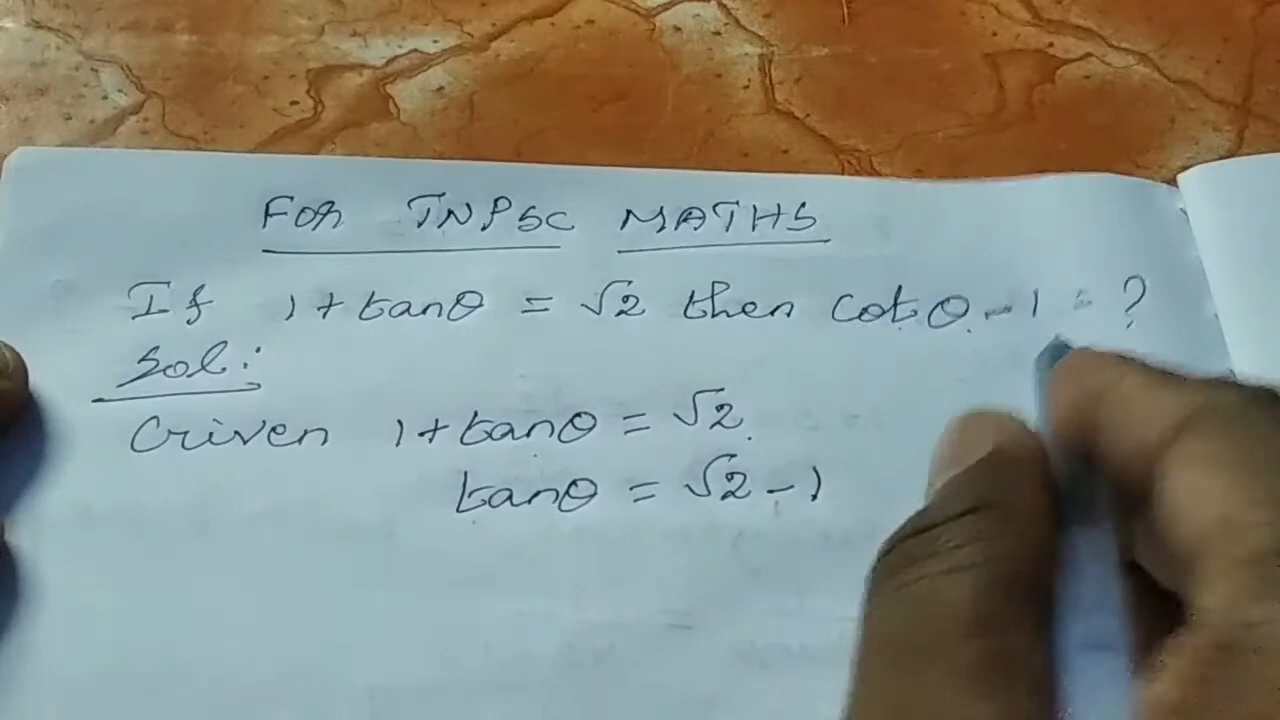 FOR TNPSC MATHS
If 1+tanθ = √2 then cotθ-1 = ?
Sol:
Given 1+tanθ = √2.
tanθ = √2-1